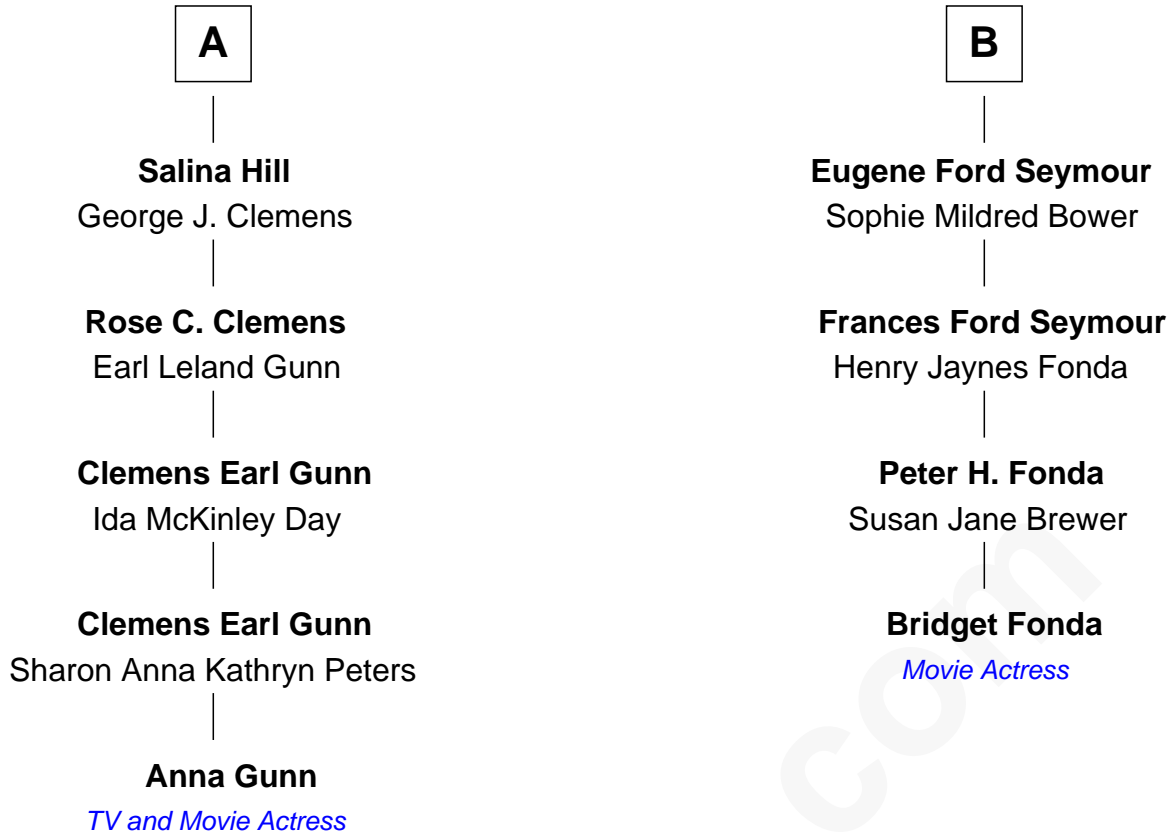 A
Salina Hill
George J. Clemens
Rose C. Clemens
Earl Leland Gunn
Clemens Earl Gunn
Ida McKinley Day
Clemens Earl Gunn
Sharon Anna Kathryn Peters
Anna Gunn
TV and Movie Actress
B
Eugene Ford Seymour
Sophie Mildred Bower
Frances Ford Seymour
Henry Jaynes Fonda
Peter H. Fonda
Susan Jane Brewer
Bridget Fonda
Movie Actress
com